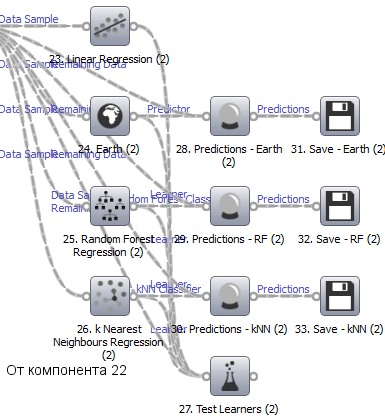 Data Sample
23. Linear Regression (2)
Data Sample Remaining Data
Data Sample Remaining Predictor Predictions
24. Earth (2) 28. Predictions - Earth (2) 31. Save - Earth (2)
Data Sample Remaining Data
Learner
Data Random Forest Class Predictions
Remaining
25. Random Forest Regression (2) 29. Predictions - RF (2) 32. Save - RF (2)
Learner
Learner
kNN Classifier Predictions
26. k Nearest Neighbours Regression (2) 30. Predictions - kNN (2) 33. Save - kNN (2)
От компонента 22
27. Test Learners (2)